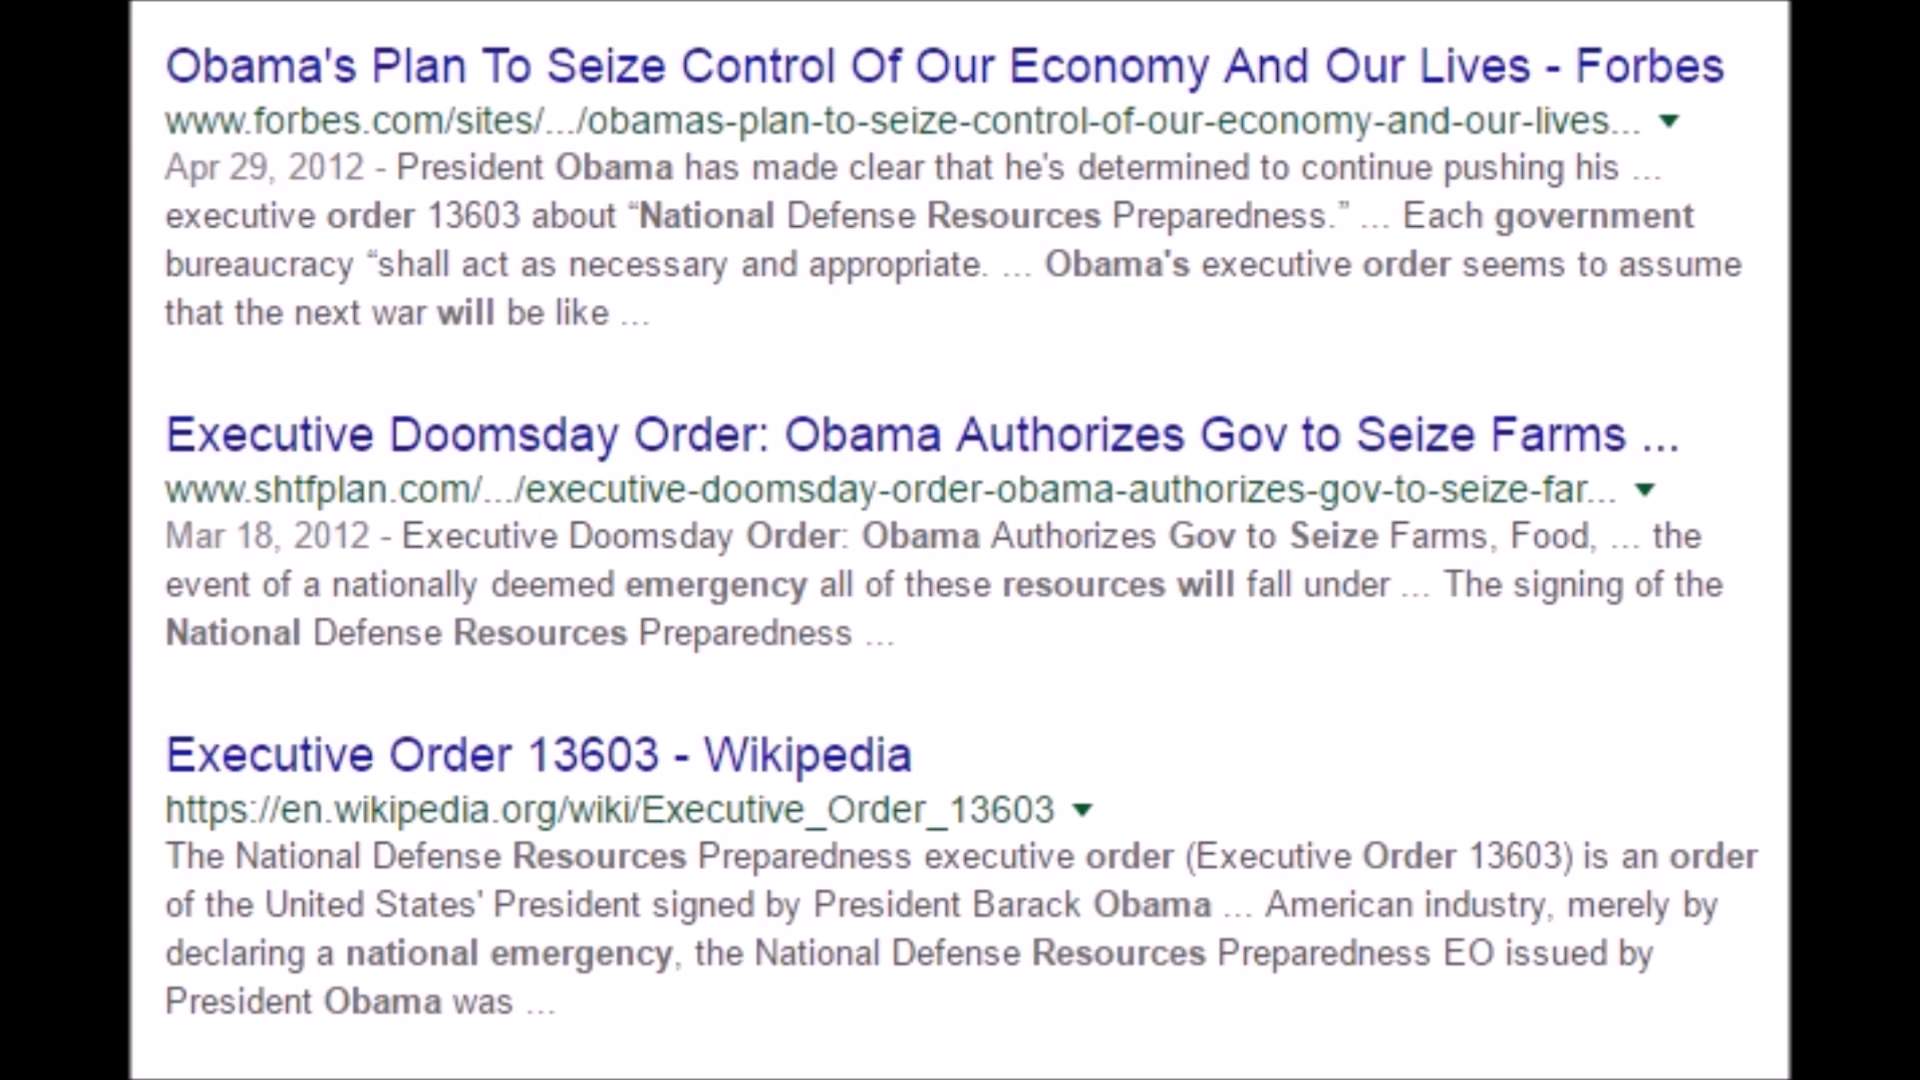 Obama's Plan To Seize Control Of Our Economy And Our Lives - Forbes
www.forbes.com/sites/.../obamas-plan-to-seize-control-of-our-economy-and-our-lives...
Apr 29, 2012 - President Obama has made clear that he's determined to continue pushing his ...
executive order 13603 about “National Defense Resources Preparedness.” ... Each government
bureaucracy “shall act as necessary and appropriate. ... Obama's executive order seems to assume
that the next war will be like ...
Executive Doomsday Order: Obama Authorizes Gov to Seize Farms ...
www.shtfplan.com/.../executive-doomsday-order-obama-authorizes-gov-to-seize-far...
Mar 18, 2012 - Executive Doomsday Order: Obama Authorizes Gov to Seize Farms, Food, ... the
event of a nationally deemed emergency all of these resources will fall under ... The signing of the
National Defense Resources Preparedness ...
Executive Order 13603 - Wikipedia
https://en.wikipedia.org/wiki/Executive_Order_13603
The National Defense Resources Preparedness executive order (Executive Order 13603) is an order
of the United States' President signed by President Barack Obama ... American industry, merely by
declaring a national emergency, the National Defense Resources Preparedness EO issued by
President Obama was ...